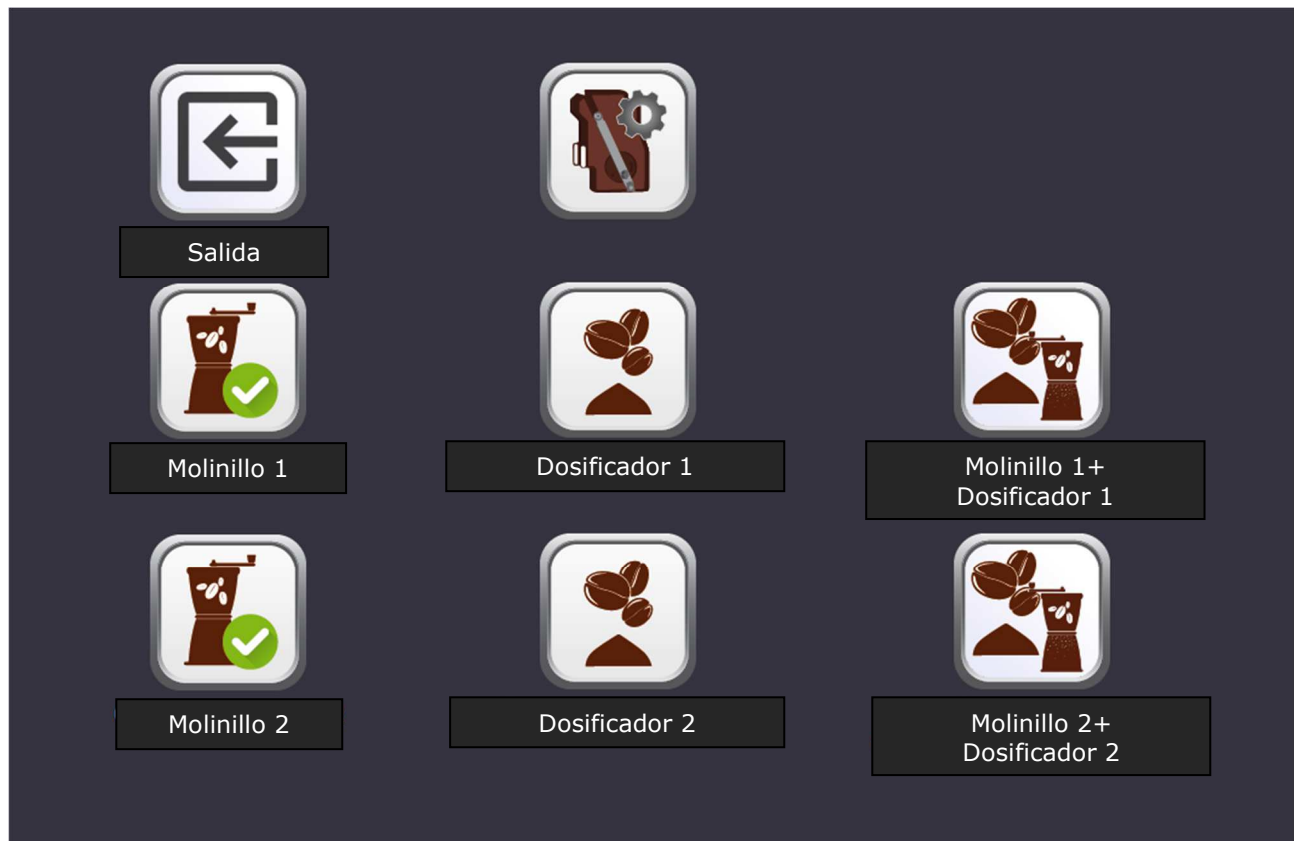 Salida
Molinillo 1
Dosificador 1
Molinillo 1+
Dosificador 1
Molinillo 2
Dosificador 2
Molinillo 2+
Dosificador 2